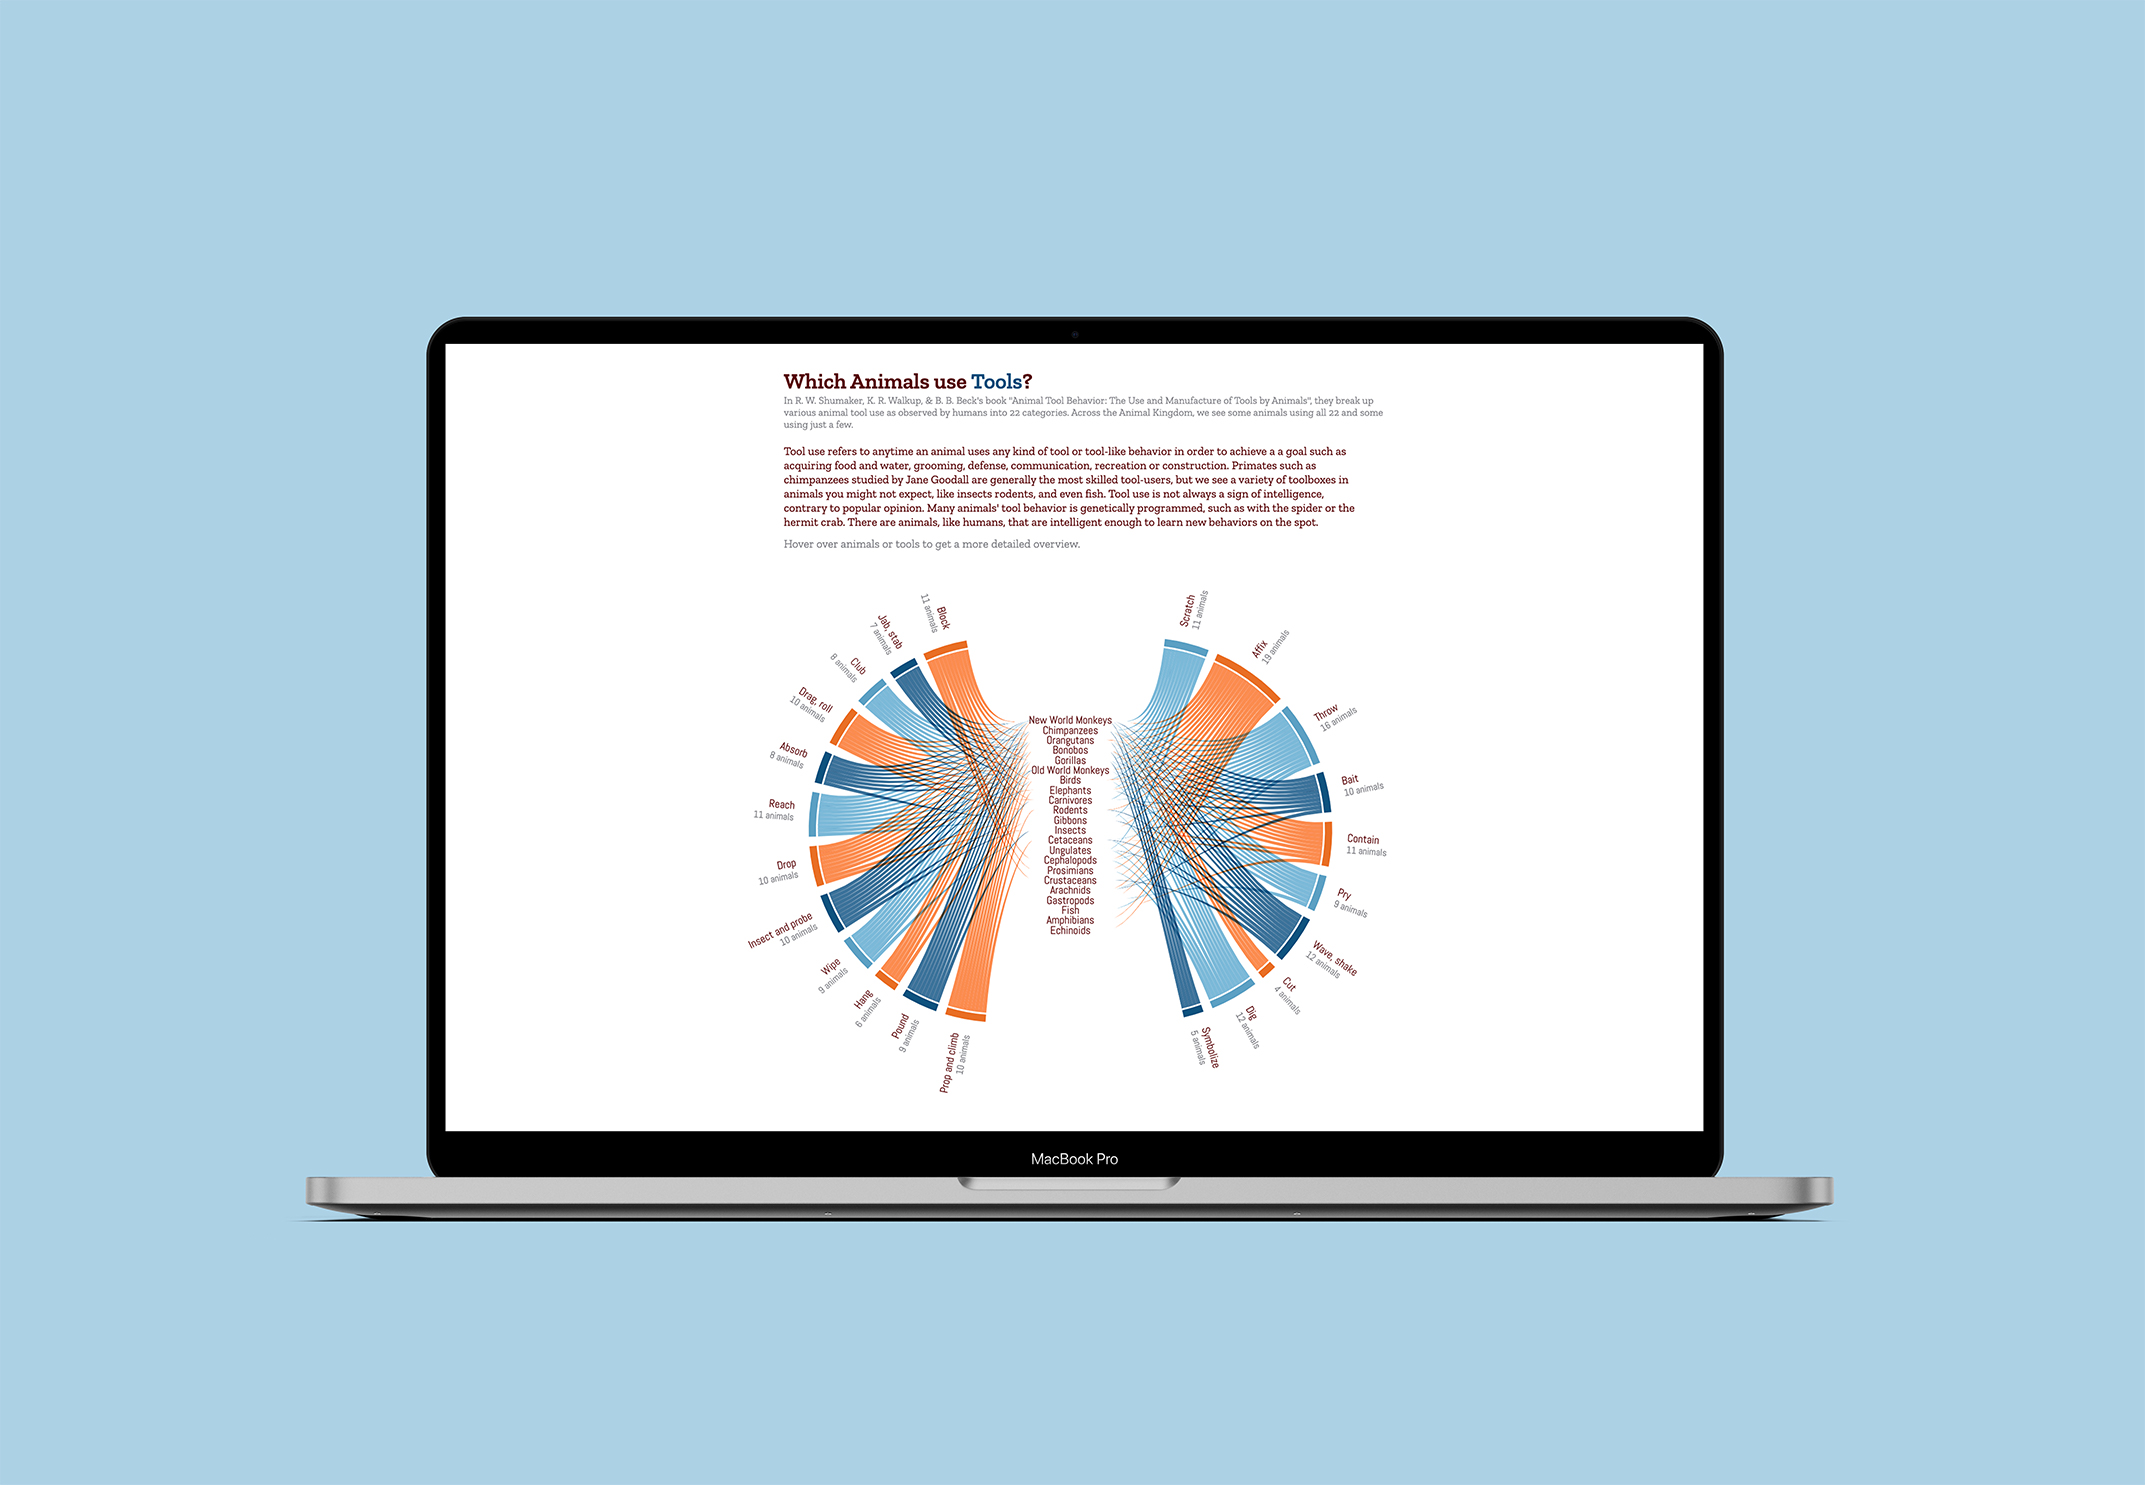 Which Animals use Tools?
In R. W. Shumaker, K. R. Walkup, & B. B. Beck's book "Animal Tool Behavior: The Use and Manufacture of Tools by Animals", they break up
various animal tool use as observed by humans into 22 categories. Across the Animal Kingdom, we see some animals using all 22 and some
using just a few.
Tool use refers to anytime an animal uses any kind of tool or tool-like behavior in order to achieve a a goal such as
acquiring food and water, grooming, defense, communication, recreation or construction. Primates such as
chimpanzees studied by Jane Goodall are generally the most skilled tool-users, but we see a variety of toolboxes in
animals you might not expect, like insects rodents, and even fish. Tool use is not always a sign of intelligence,
contrary to popular opinion. Many animals' tool behavior is genetically programmed, such as with the spider or the
hermit crab. There are animals, like humans, that are intelligent enough to learn new behaviors on the spot.
Hover over animals or tools to get a more detailed overview.
Block
11 animals
Jab, stab
7 animals
Club
8 animals
Drag, roll
10 animals
Absorb
8 animals
Reach
11 animals
Drop
10 animals
Insect and probe
10 animals
Wipe
9 animals
Hang
6 animals
Pound
9 animals
Prop and climb
10 animals
New World Monkeys
Chimpanzees
Orangutans
Bonobos
Gorillas
Old World Monkeys
Birds
Elephants
Carnivores
Rodents
Gibbons
Insects
Cetaceans
Ungulates
Cephalopods
Prosimians
Crustaceans
Arachnids
Gastropods
Fish
Amphibians
Echinoids
Scratch
11 animals
Affix
19 animals
Throw
16 animals
Bait
10 animals
Contain
11 animals
Pry
9 animals
Wave, shake
12 animals
Cut
4 animals
Dig
12 animals
Symbolize
5 animals
MacBook Pro